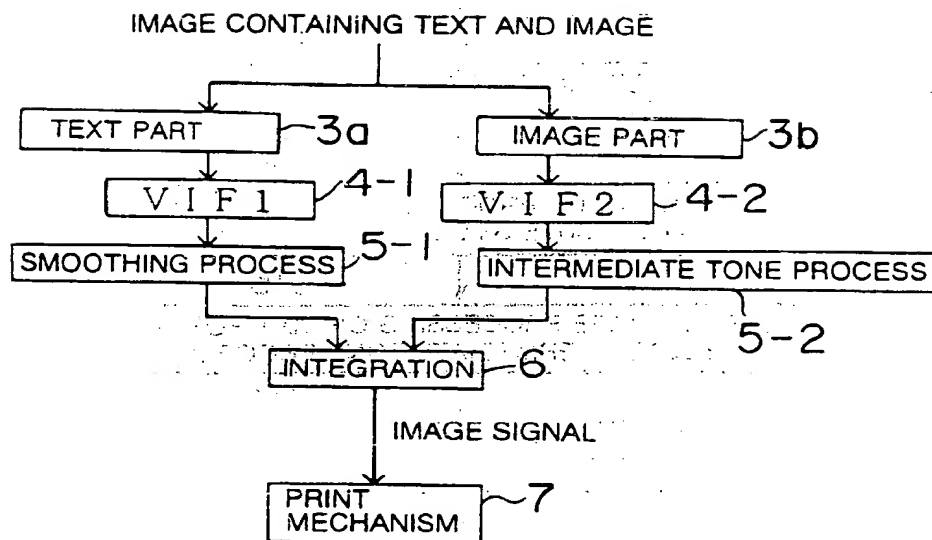 IMAGE CONTAINING TEXT AND IMAGE
TEXT PART 3a
IMAGE PART 3b
VIF1 4-1
VIF2 4-2
SMOOTHING PROCESS 5-1
INTERMEDIATE TONE PROCESS
5-2
INTEGRATION 6
IMAGE SIGNAL
PRINT
MECHANISM 7